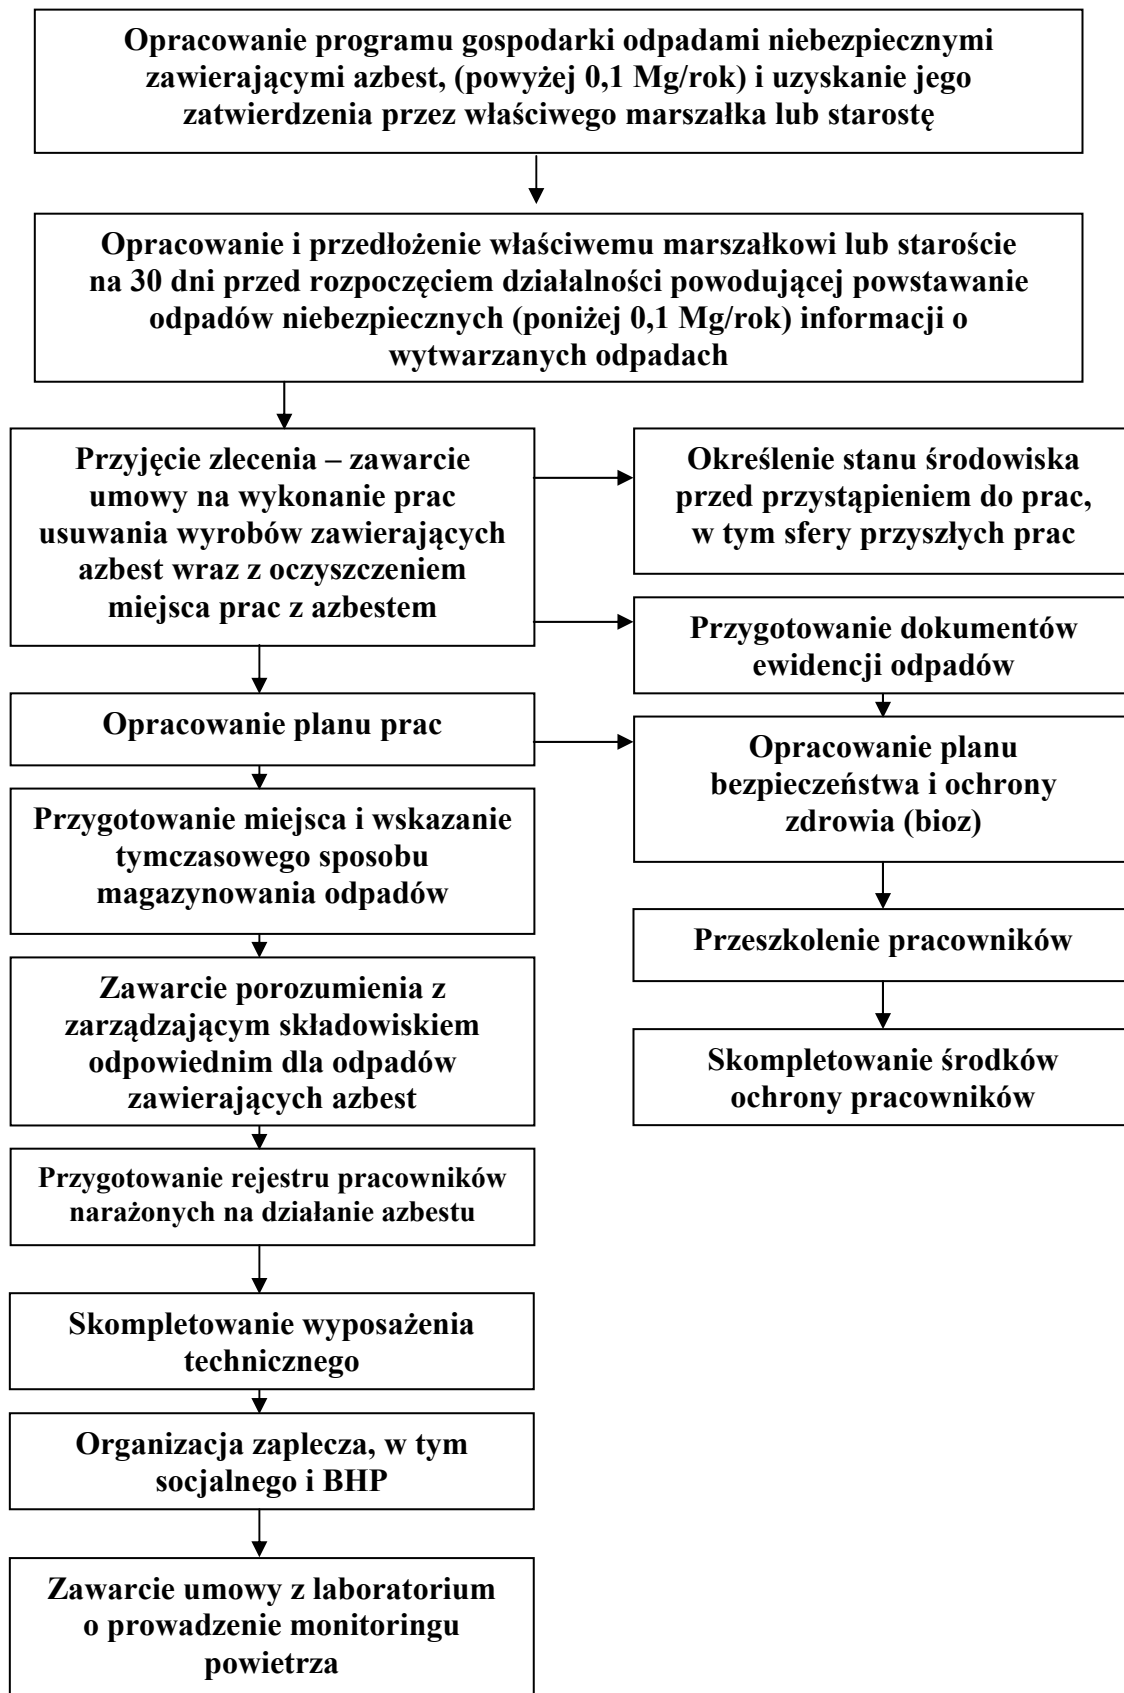 Opracowanie programu gospodarki odpadami niebezpiecznymi
zawierającymi azbest, (powyżej 0,1 Mg/rok) i uzyskanie jego
zatwierdzenia przez właściwego marszałka lub starostę
Opracowanie i przedłożenie właściwemu marszałkowi lub staroście
na 30 dni przed rozpoczęciem działalności powodującej powstawanie
odpadów niebezpiecznych (poniżej 0,1 Mg/rok) informacji o
wytwarzanych odpadach
Przyjęcie zlecenia – zawarcie
umowy na wykonanie prac
usuwania wyrobów zawierających
azbest wraz z oczyszczeniem
miejsca prac z azbestem
Określenie stanu środowiska
przed przystąpieniem do prac,
w tym sfery przyszłych prac
Przygotowanie dokumentów
ewidencji odpadów
Opracowanie planu prac
Opracowanie planu
bezpieczeństwa i ochrony
zdrowia (bioz)
Przygotowanie miejsca i wskazanie
tymczasowego sposobu
magazynowania odpadów
Przeszkolenie pracowników
Zawarcie porozumienia z
zarządzającym składowiskiem
odpowiednim dla odpadów
zawierających azbest
Skompletowanie środków
ochrony pracowników
Przygotowanie rejestru pracowników
narażonych na działanie azbestu
Skompletowanie wyposażenia
technicznego
Organizacja zaplecza, w tym
socjalnego i BHP
Zawarcie umowy z laboratorium
o prowadzenie monitoringu
powietrza